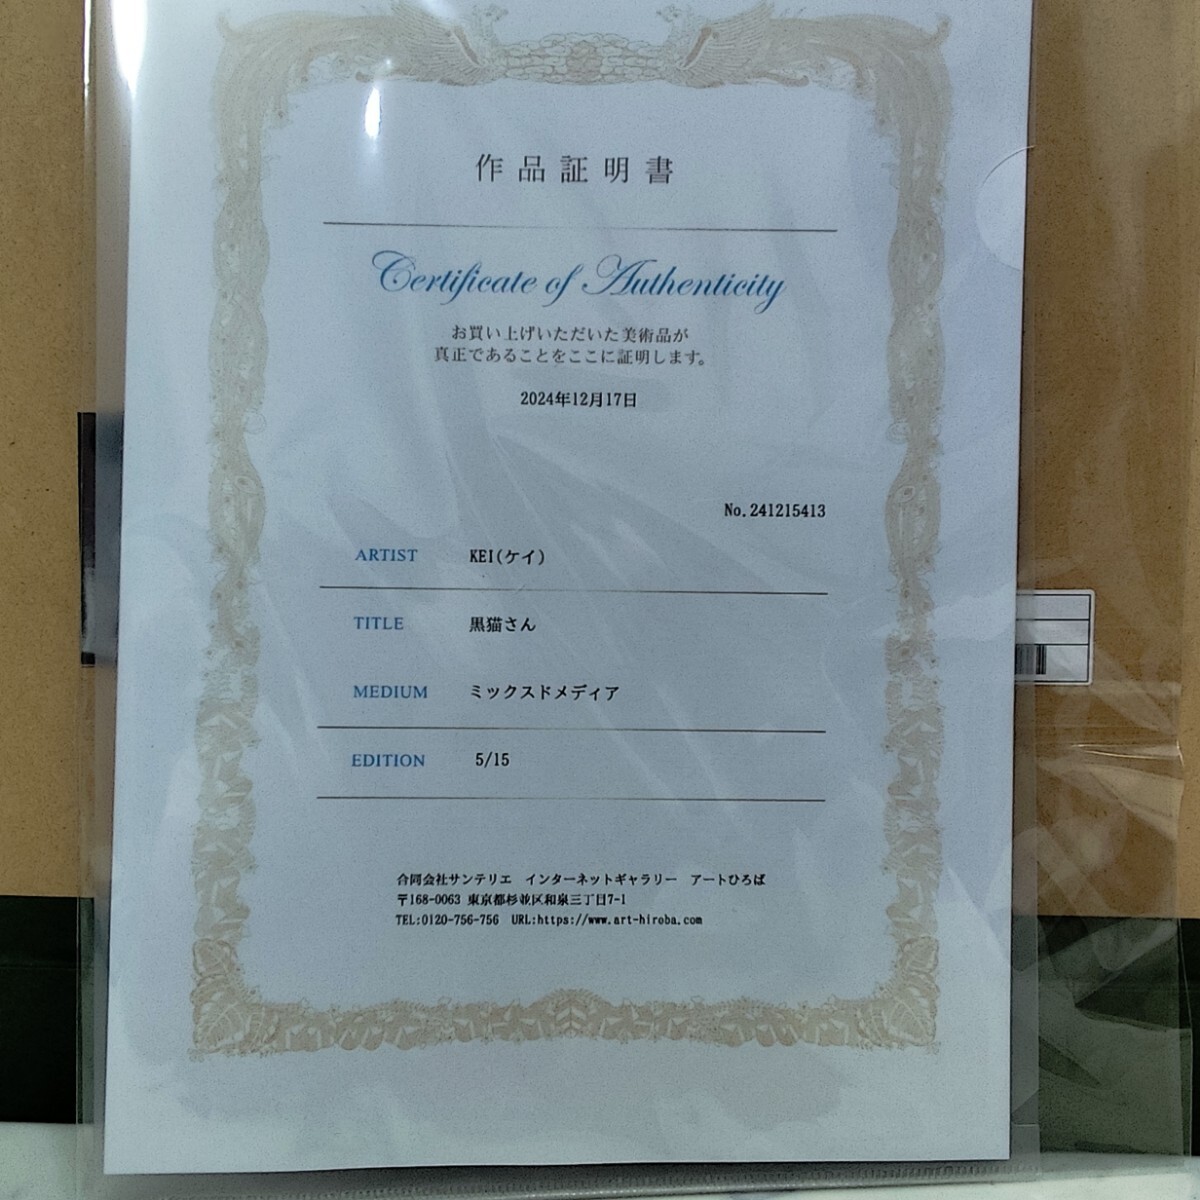 作品証明書
Certificate of Authenticity
お買い上げいただいた美術品が
真正であることをここに証明します。
2024年12月17日
No.241215413
ARTIST KEI(ケイ)
TITLE 黒猫さん
MEDIUM ミックスドメディア
EDITION 5/15
合同会社サンテリエ インターネットギャラリー アートひろば
〒168-0063 東京都杉並区和泉三丁目7-1
TEL:0120-756-756 URL:https://www.art-hiroba.com